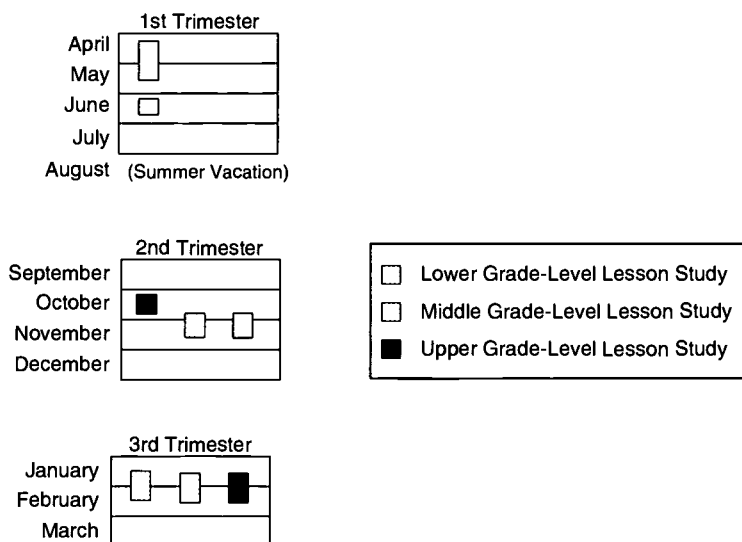 1st Trimester
April
May
June
July
August (Summer Vacation)
2nd Trimester
September
October
November
December
Lower Grade-Level Lesson Study
Middle Grade-Level Lesson Study
Upper Grade-Level Lesson Study
3rd Trimester
January
February
March